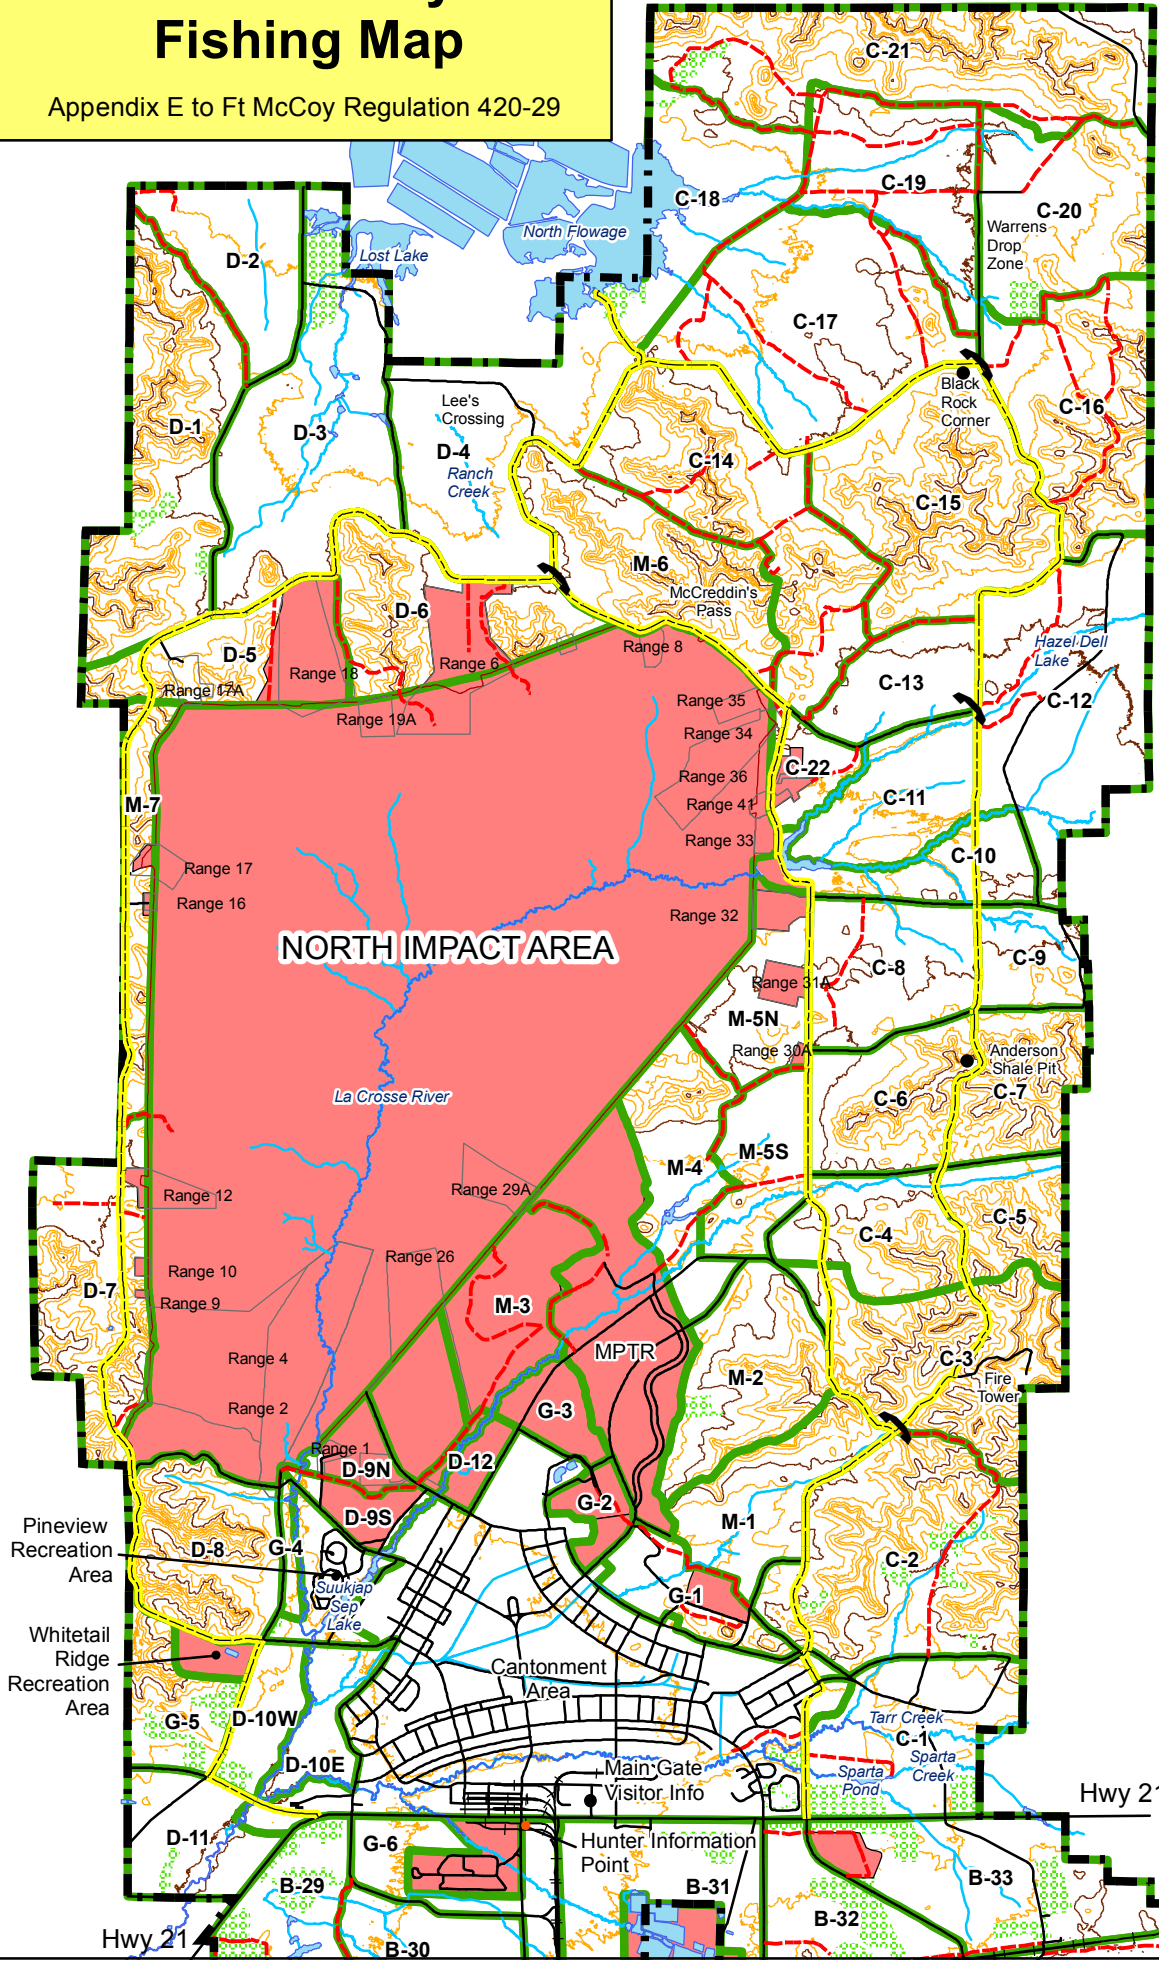 Fishing Map
Appendix E to Ft McCoy Regulation 420-29
C-21
C-18
C-19
C-20
North Flowage
Warrens
Drop
Zone
D-2
Lost Lake
C-17
Black
Rock
Corner
C-16
D-1
D-3
Lee's
Crossing
D-4
Ranch
Creek
C-14
C-15
M-6
McCreddin's
Pass
D-6
D-5
Range 18
Range 6
Range 8
Range 17A
Range 19A
Hazel Dell
Lake
C-13
C-12
Range 35
Range 34
Range 36
C-22
Range 41
C-11
Range 33
M-7
Range 17
Range 16
C-10
Range 32
NORTH IMPACT AREA
C-8
C-9
Range 31A
M-5N
Range 30A
Anderson
Shale Pit
C-6
C-7
La Crosse River
M-5S
M-4
Range 12
Range 29A
C-4
C-5
Range 26
Range 10
D-7
Range 9
M-3
MPTR
Range 4
M-2
C-3
Fire
Tower
Range 2
G-3
Range 1
D-9N
D-12
G-2
D-9S
M-1
Pineview
Recreation
Area
D-8
G-4
C-2
Suukjap
Sep
Lake
G-1
Whitetail
Ridge
Recreation
Area
Cantonment
Area
G-5
D-10W
Tarr Creek
C-1
Sparta
Creek
D-10E
Sparta
Pond
Main Gate
Visitor Info
Hwy 21
D-11
G-6
Hunter Information
Point
B-29
B-31
B-33
B-32
Hwy 21
B-30